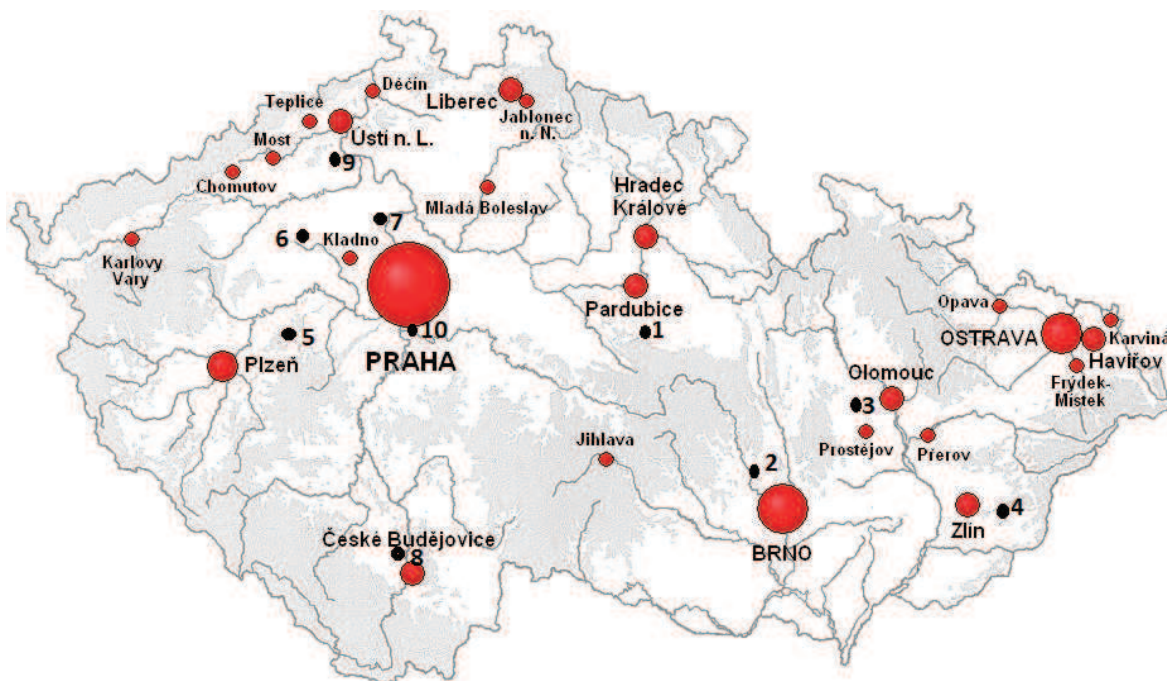 Děčín
Teplice
Liberec
Jablonec
n. N.
Ústí n. L.
Most
9
Chomutov
Mladá Boleslav
Hradec
Králové
7
6
Kladno
Karlovy
Vary
Pardubice
Opava
10
1
5
PRAHA
Plzeň
OSTRAVA
Karviná
Havířov
Frýdek-
Místek
Olomouc
3
Prostějov
Přerov
Jihlava
2
4
Zlín
České Budějovice
8
BRNO